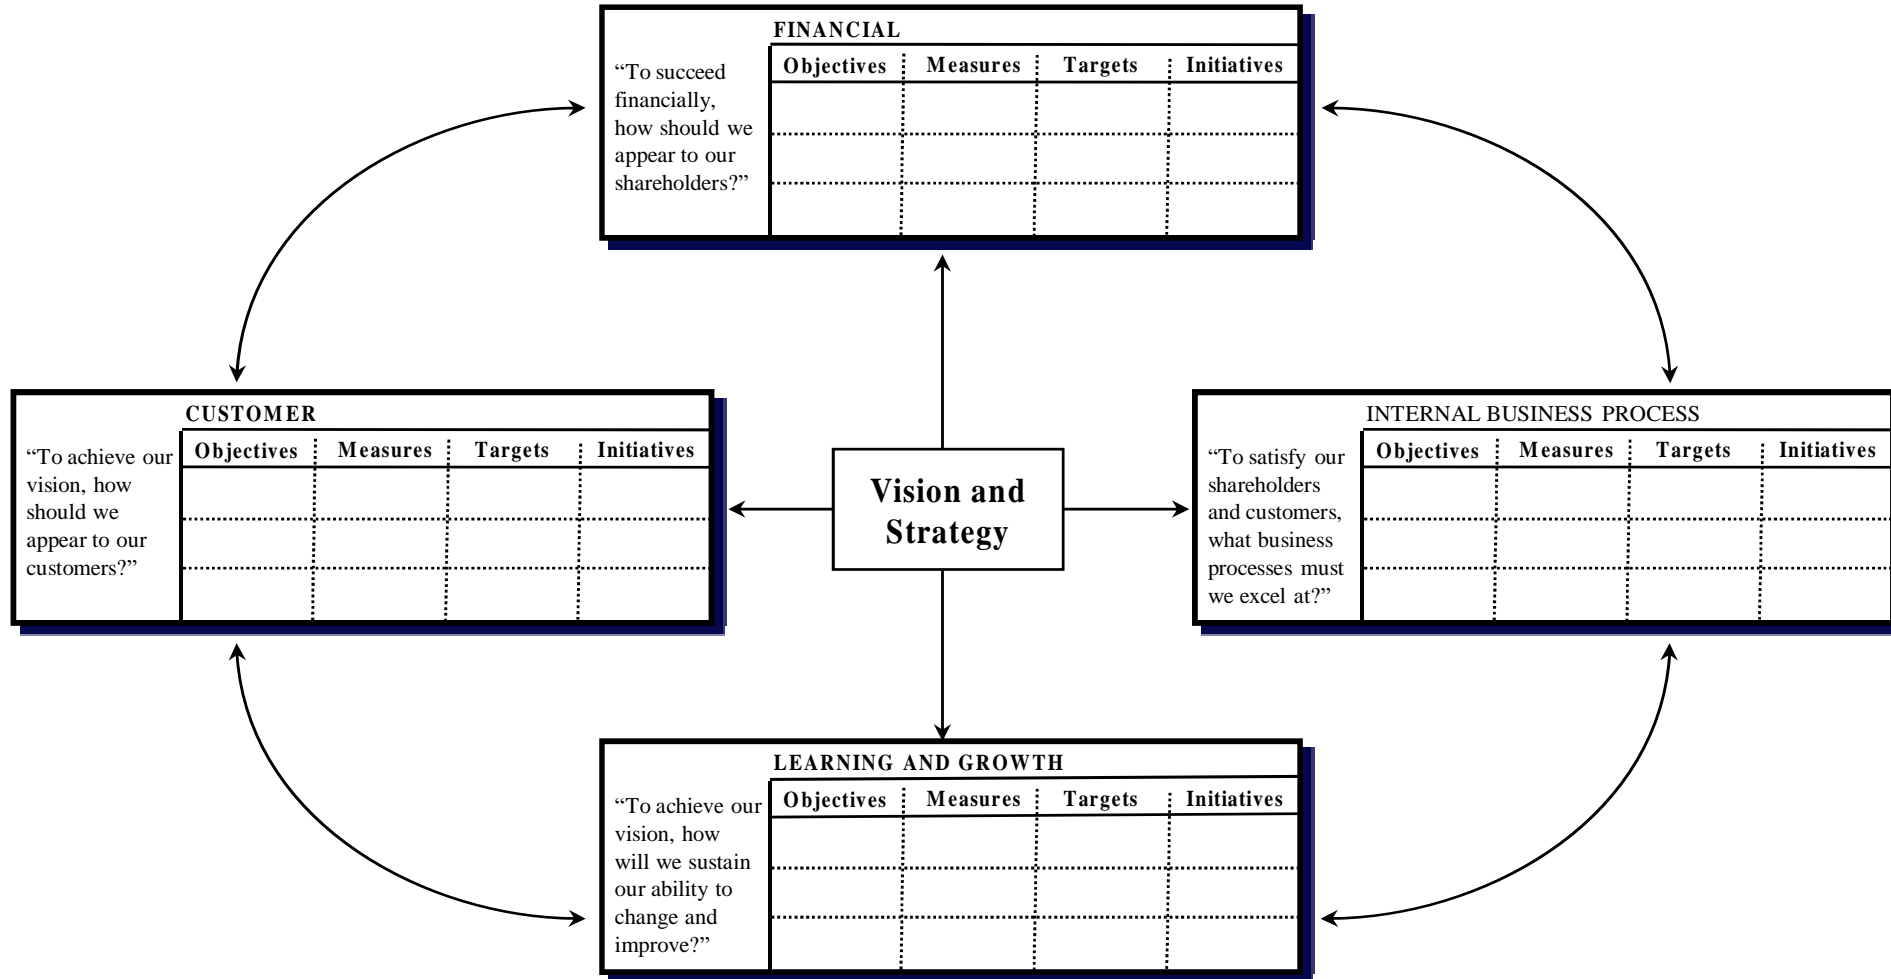 FINANCIAL
“To succeed
financially,
how should we
appear to our
shareholders?”
Objectives Measures Targets Initiatives
CUSTOMER
“To achieve our
vision, how
should we
appear to our
customers?”
Objectives Measures Targets Initiatives
Vision and
Strategy
INTERNAL BUSINESS PROCESS
“To satisfy our
shareholders
and customers,
what business
processes must
we excel at?”
Objectives Measures Targets Initiatives
LEARNING AND GROWTH
“To achieve our
vision, how
will we sustain
our ability to
change and
improve?”
Objectives Measures Targets Initiatives